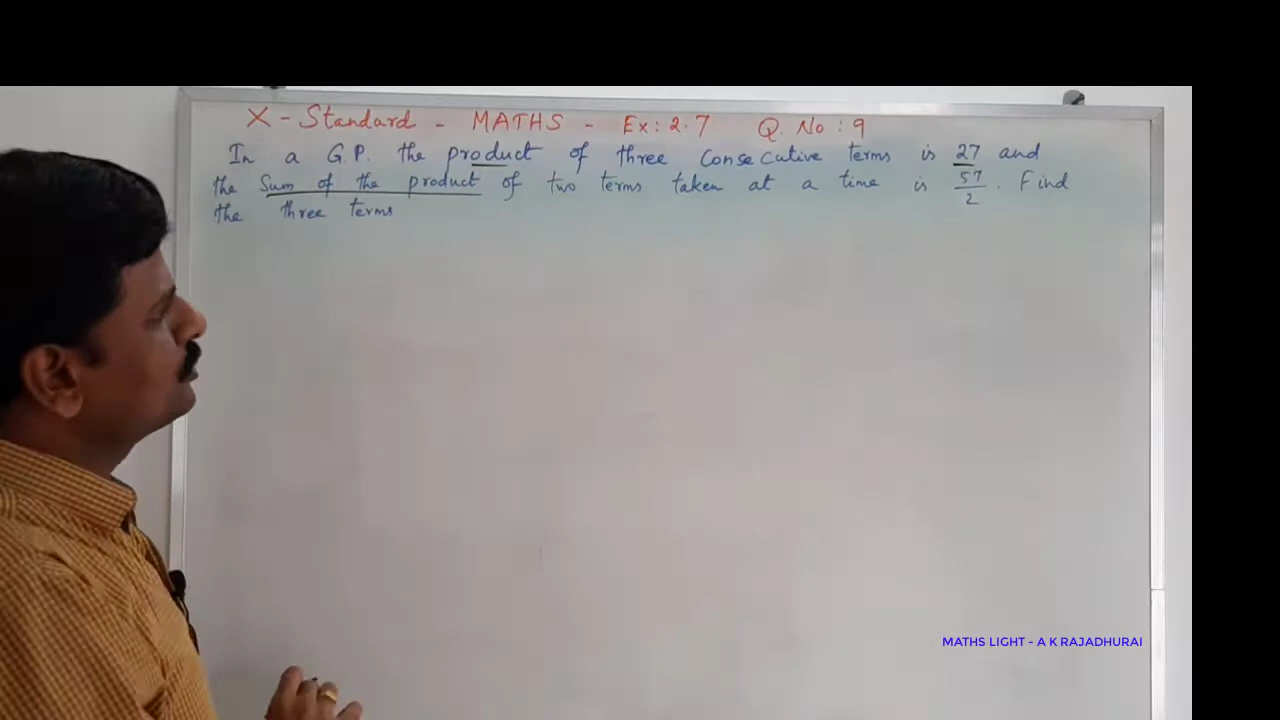 X - Standard - MATHS - Ex: 2.7 Q. No : 9
In a G.P. the product of three Consecutive terms is 27 and
the Sum of the product of two terms taken at a time is 57/2 . Find
the three terms
MATHS LIGHT - A K RAJADHURAI